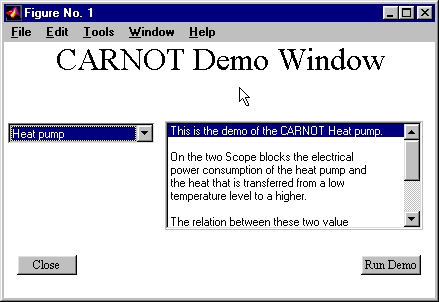 Figure No. 1
File Edit Tools Window Help
CARNOT Demo Window
Heat pump
This is the demo of the CARNOT Heat pump.
On the two Scope blocks the electrical
power consumption of the heat pump and
the heat that is transferred from a low
temperature level to a higher.
The relation between these two value
Close
Run Demo